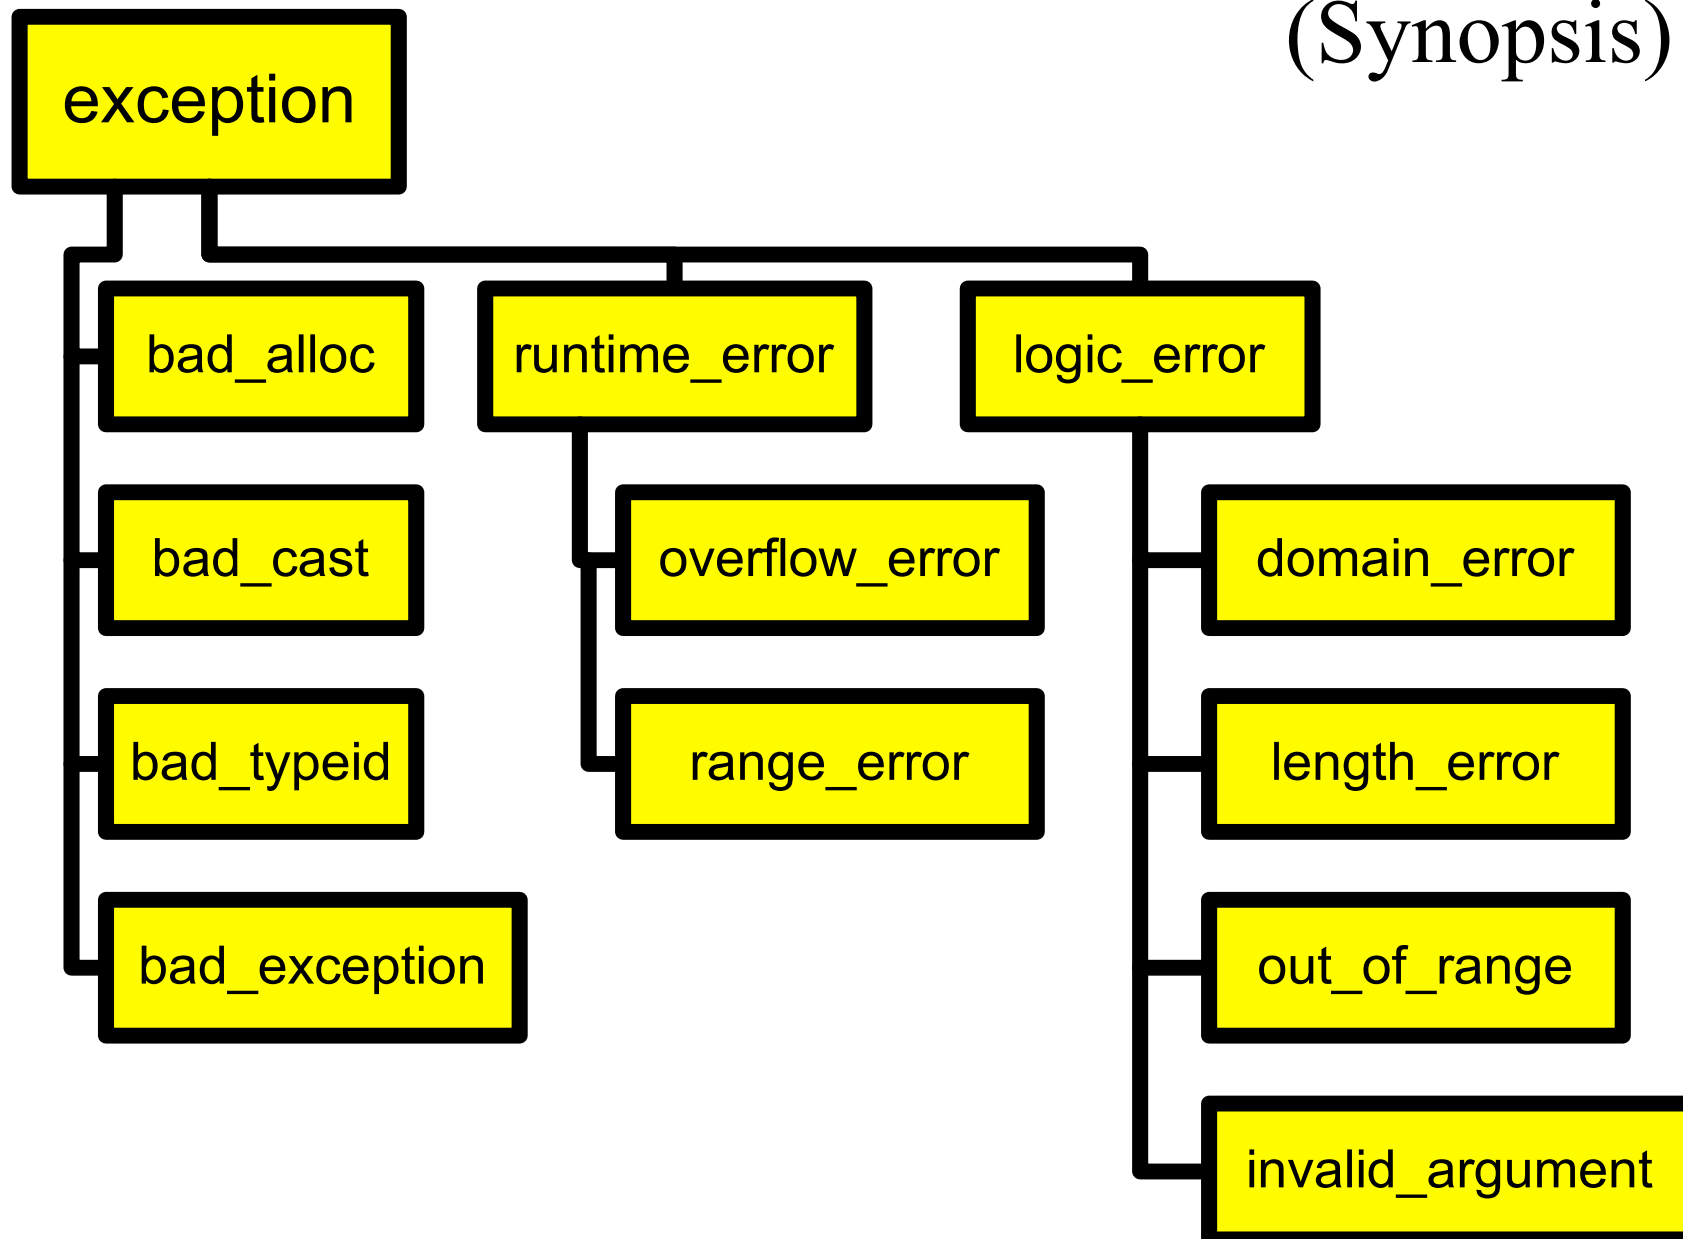 (Synopsis)
exception
bad_alloc
runtime_error
logic_error
bad_cast
overflow_error
domain_error
bad_typeid
range_error
length_error
bad_exception
out_of_range
invalid_argument